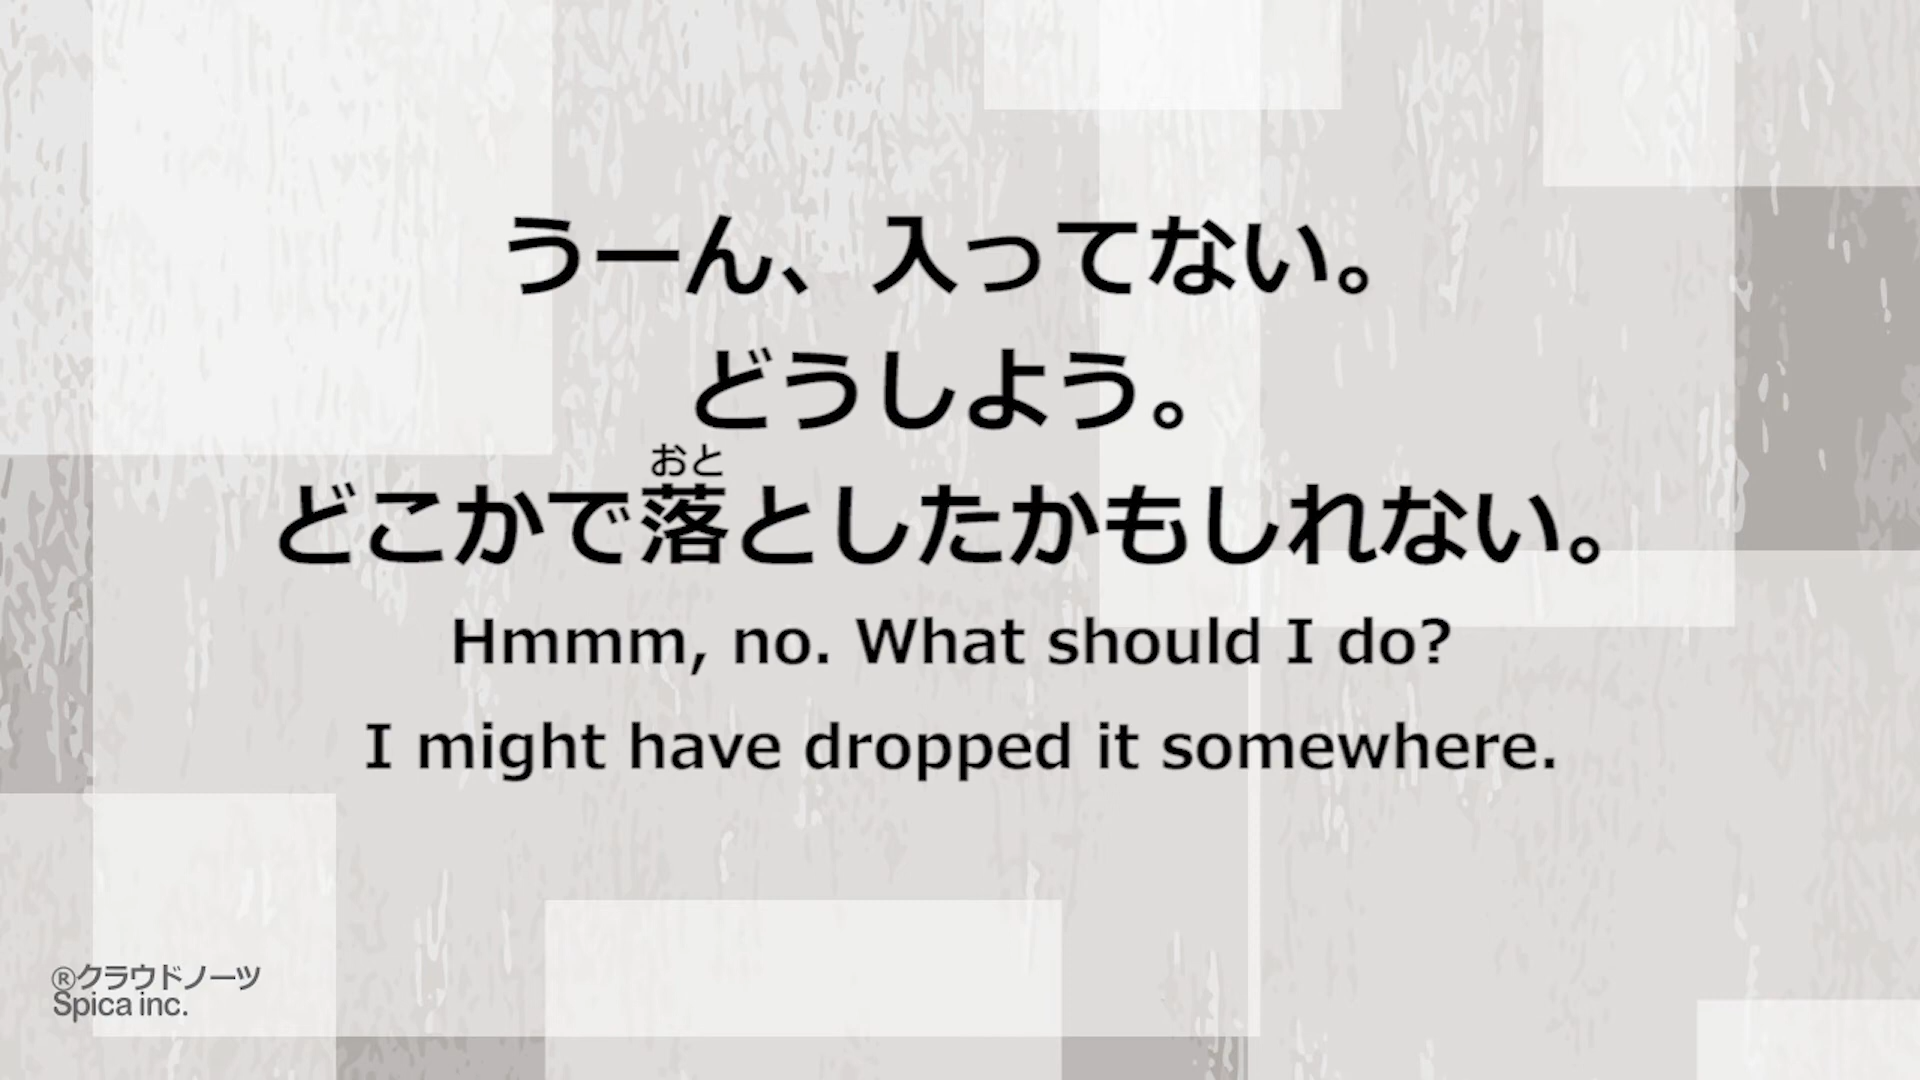 うーん、入ってない。
どうしよう。
おと
どこかで落としたかもしれない。
Hmmm, no. What should I do?
I might have dropped it somewhere.
®クラウドノーツ
Spica inc.